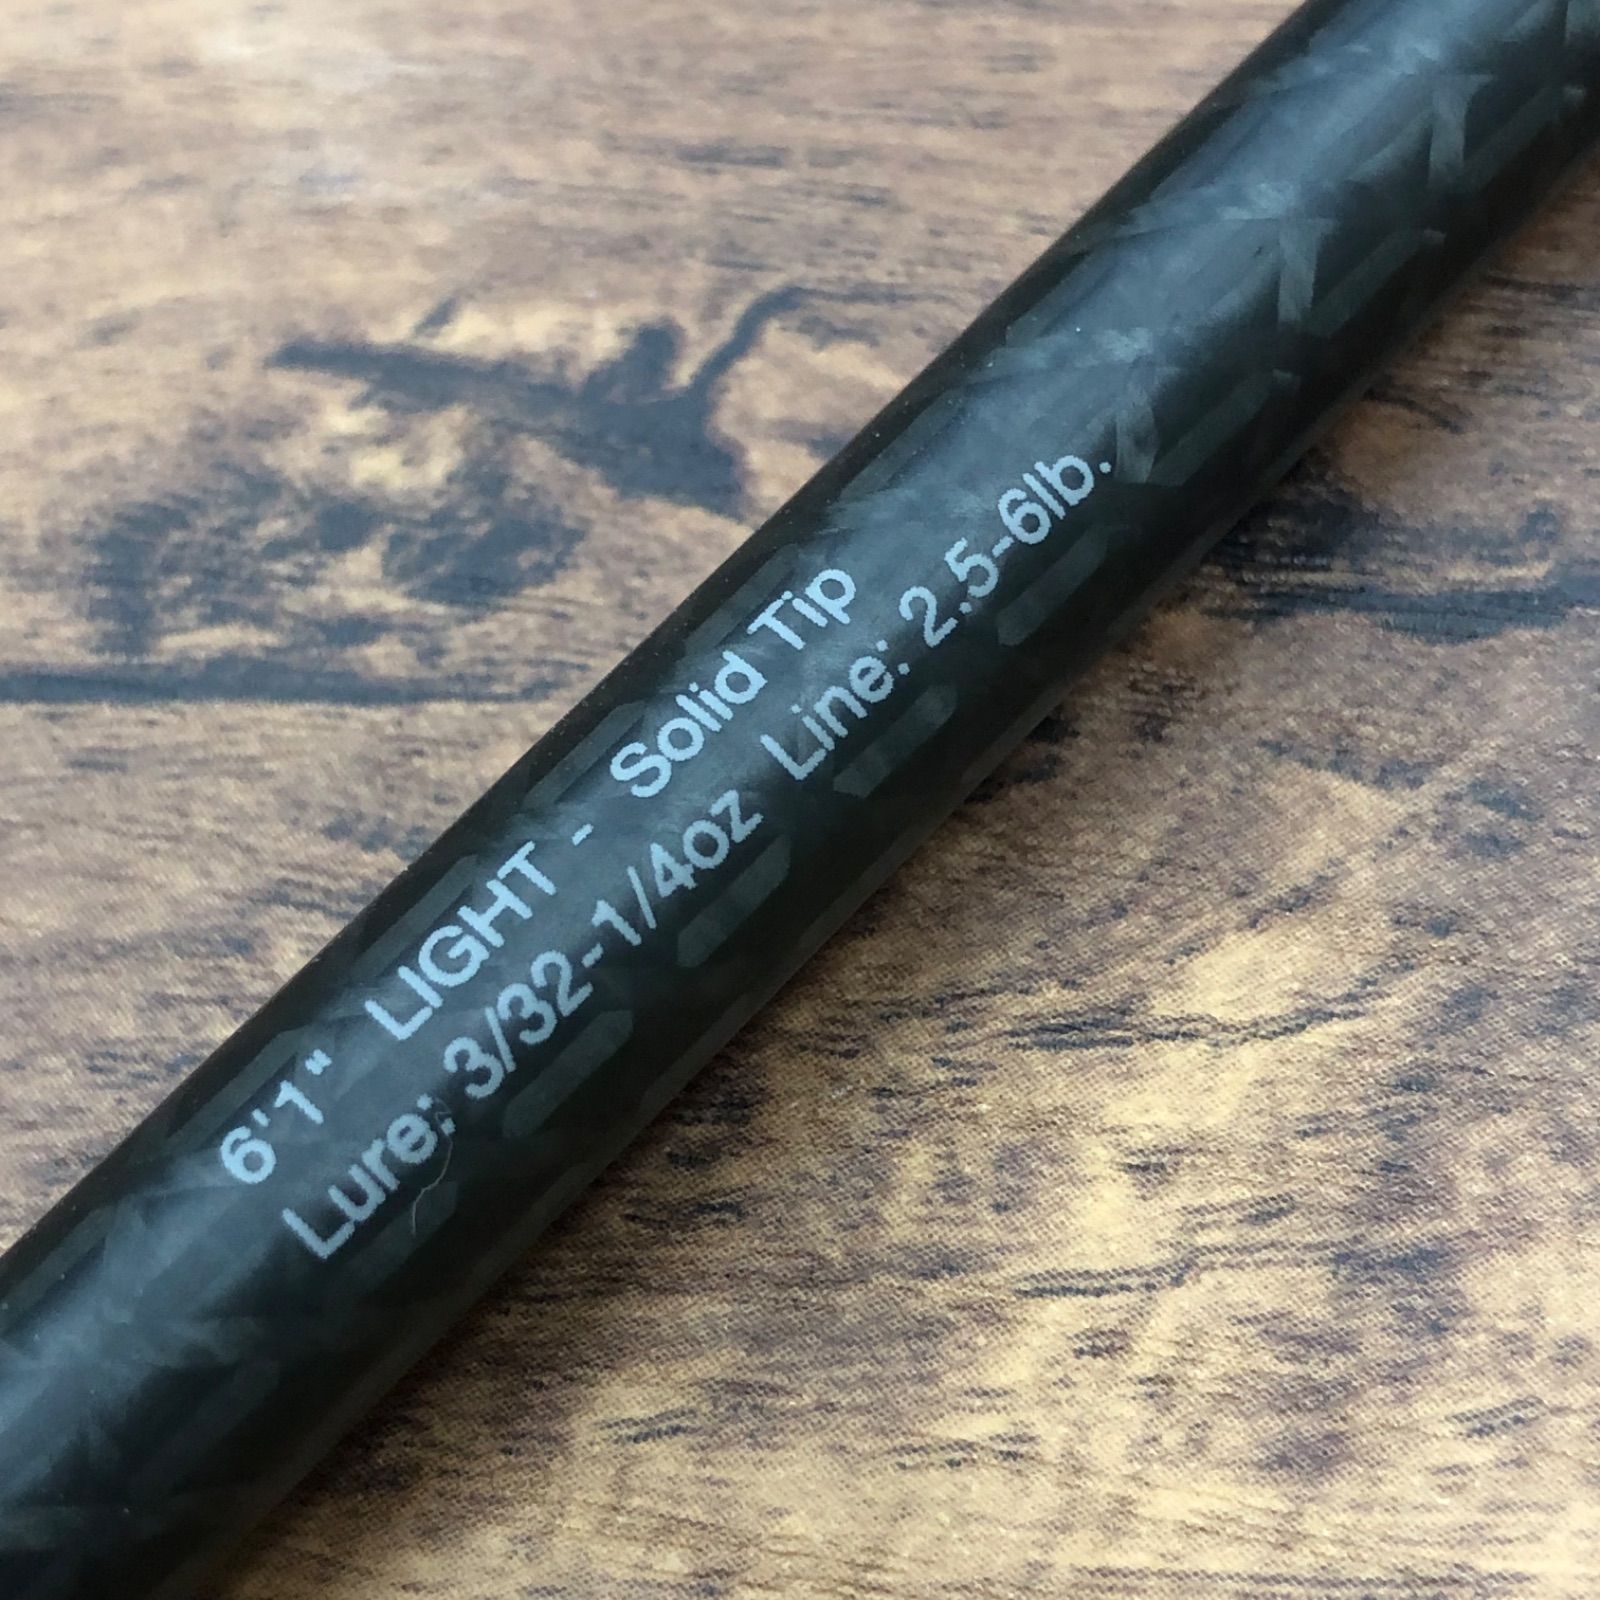 6'1" LIGHT - Solid Tip
Lure: 3/32-1/4oz Line: 2.5-6lb.